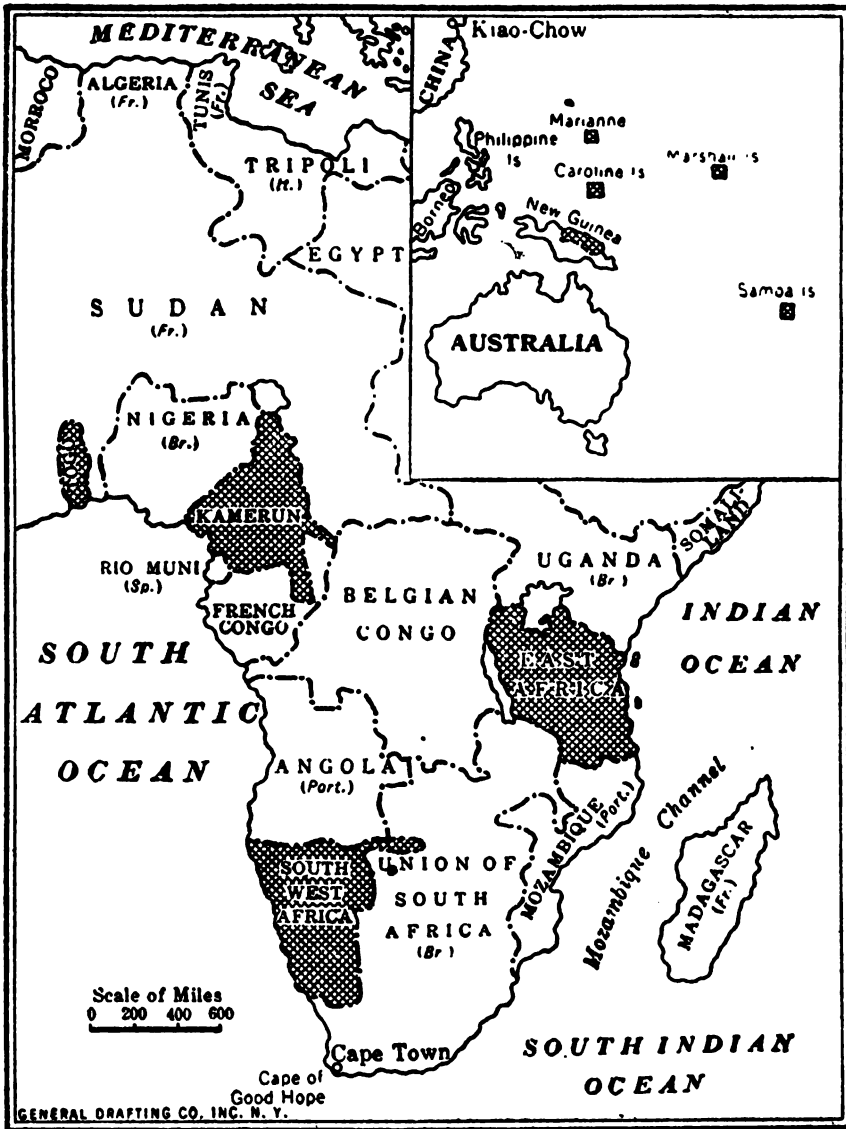 MEDITERRANEAN
SEA
MORROCO
ALGERIA
(Fr.)
TUNIS
(Fr.)
TRIPOLI
(It.)
EGYPT
SUDAN
(Fr.)
NIGERIA
(Br.)
TOGO
KAMERUN
RIO MUNI
(Sp.)
FRENCH
CONGO
BELGIAN
CONGO
UGANDA
(Br)
SOMALI-
LAND
EAST
AFRICA
INDIAN
OCEAN
SOUTH
ATLANTIC
OCEAN
ANGOLA
(Port.)
SOUTH
WEST
AFRICA
UNION OF
SOUTH
AFRICA
(Br)
MOZAMBIQUE
(Port.)
Mozambique Channel
MADAGASCAR
(Fr.)
Scale of Miles
0 200 400 600
Cape Town
Cape of
Good Hope
SOUTH INDIAN
OCEAN
GENERAL DRAFTING CO. INC. N. Y.
Kiao-Chow
CHINA
Marianne
Philippine
Is
Marshall Is
Caroline Is
Borneo
New Guinea
Samoa Is
AUSTRALIA